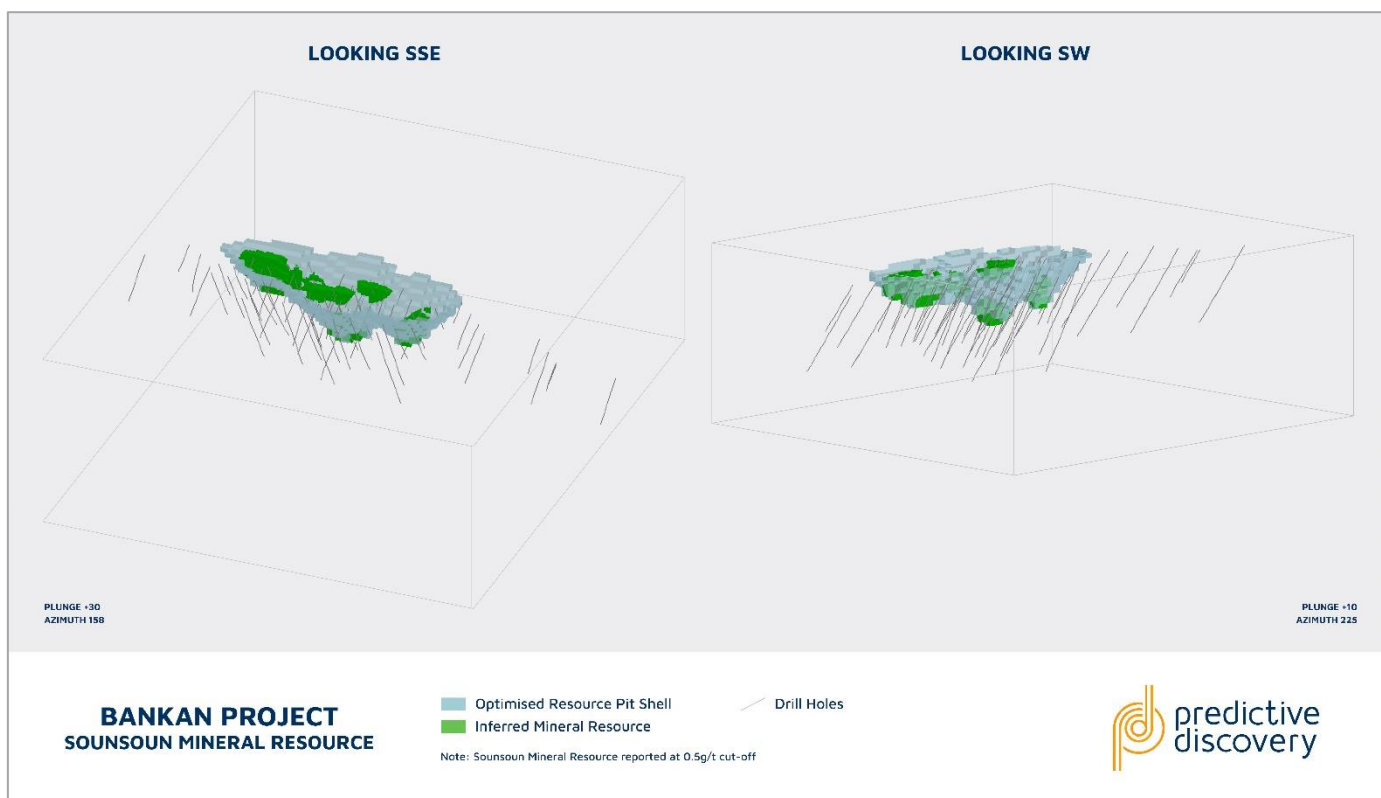 LOOKING SSE
LOOKING SW
PLUNGE +30
AZIMUTH 158
PLUNGE +10
AZIMUTH 225
BANKAN PROJECT
SOUNSOUN MINERAL RESOURCE
Optimised Resource Pit Shell
Inferred Mineral Resource
Drill Holes
Note: Sounsoun Mineral Resource reported at 0.5g/t cut-off
predictive
discovery